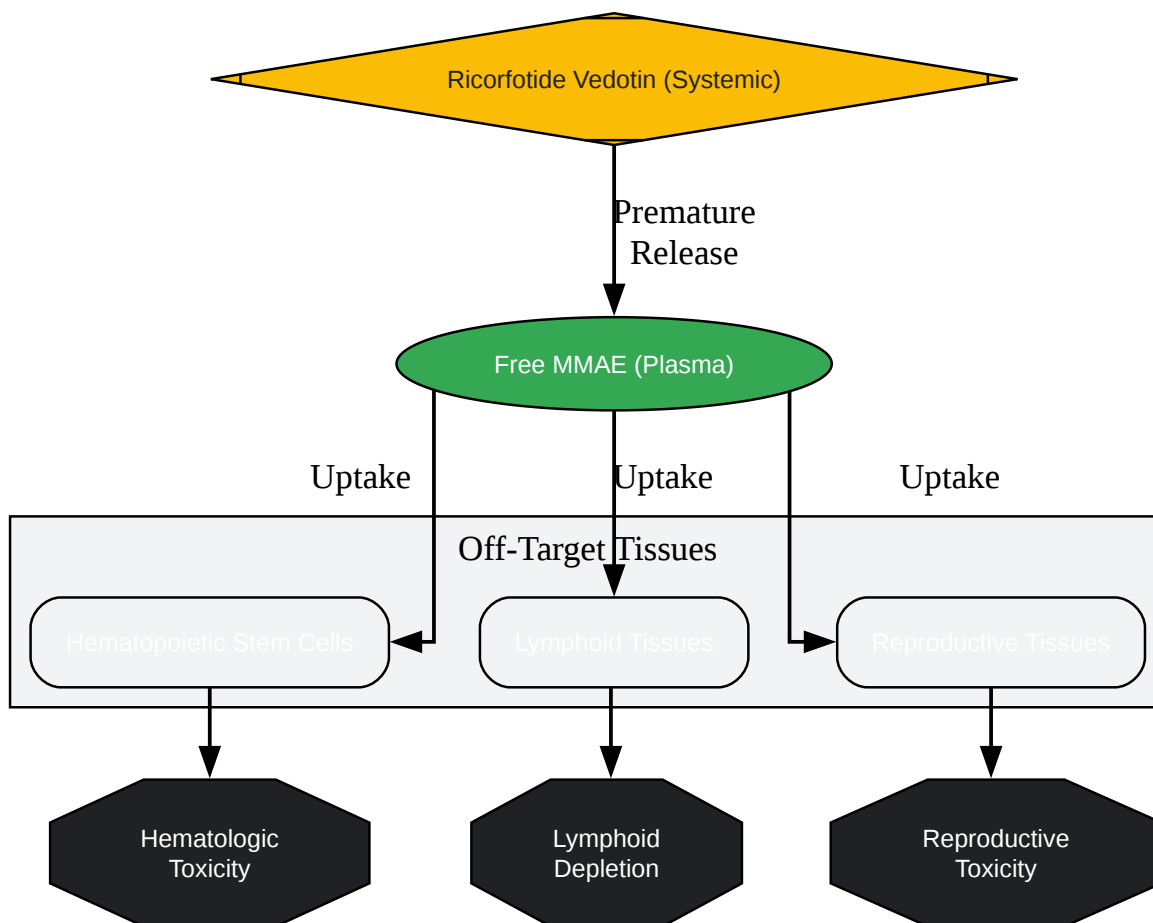 Ricorfotide Vedotin (Systemic)
Premature
Release
Free MMAE (Plasma)
Uptake
Uptake
Uptake
Off-Target Tissues
Hematopoietic Stem Cells
Lymphoid Tissues
Reproductive Tissues
Hematologic
Toxicity
Lymphoid
Depletion
Reproductive
Toxicity